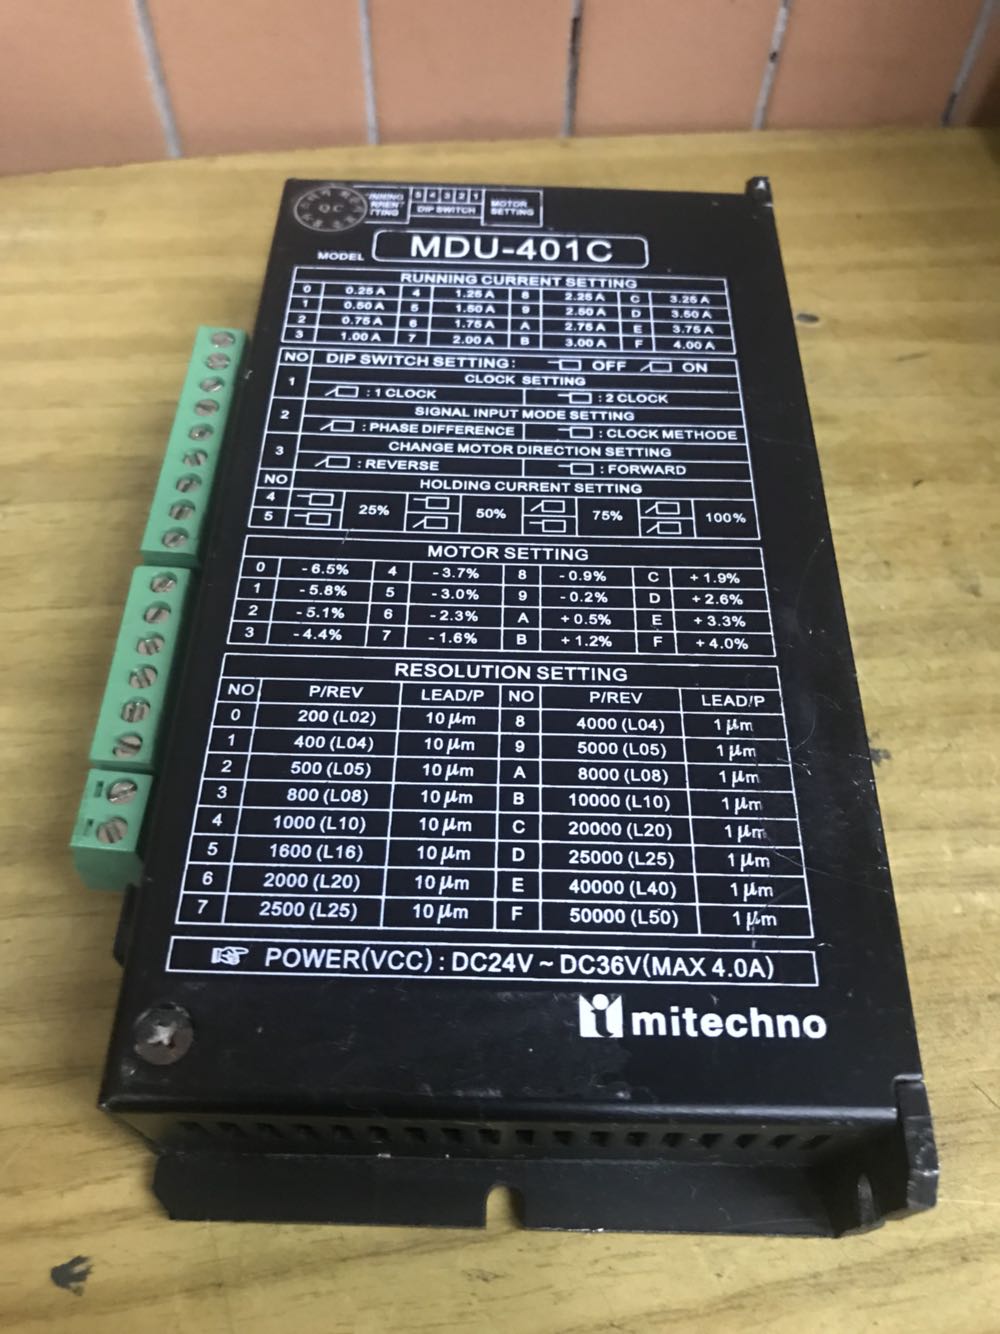 QC
5 4 3 2 1
DIP SWITCH
MOTOR
SETTING
MODEL MDU-401C
RUNNING CURRENT SETTING
0 0.25 A 4 1.25 A 8 2.25 A C 3.25 A
1 0.50 A 5 1.50 A 9 2.50 A D 3.50 A
2 0.75 A 6 1.75 A A 2.75 A E 3.75 A
3 1.00 A 7 2.00 A B 3.00 A F 4.00 A
NO DIP SWITCH SETTING: OFF ON
1 CLOCK SETTING
: 1 CLOCK : 2 CLOCK
2 SIGNAL INPUT MODE SETTING
: PHASE DIFFERENCE : CLOCK METHODE
3 CHANGE MOTOR DIRECTION SETTING
: REVERSE : FORWARD
NO HOLDING CURRENT SETTING
4 25% 50% 75% 100%
5
MOTOR SETTING
0 - 6.5% 4 - 3.7% 8 - 0.9% C + 1.9%
1 - 5.8% 5 - 3.0% 9 - 0.2% D + 2.6%
2 - 5.1% 6 - 2.3% A + 0.5% E + 3.3%
3 - 4.4% 7 - 1.6% B + 1.2% F + 4.0%
RESOLUTION SETTING
NO P/REV LEAD/P NO P/REV LEAD/P
0 200 (L02) 10 μm 8 4000 (L04) 1 μm
1 400 (L04) 10 μm 9 5000 (L05) 1 μm
2 500 (L05) 10 μm A 8000 (L08) 1 μm
3 800 (L08) 10 μm B 10000 (L10) 1 μm
4 1000 (L10) 10 μm C 20000 (L20) 1 μm
5 1600 (L16) 10 μm D 25000 (L25) 1 μm
6 2000 (L20) 10 μm E 40000 (L40) 1 μm
7 2500 (L25) 10 μm F 50000 (L50) 1 μm
☞ POWER(VCC) : DC24V ~ DC36V(MAX 4.0A)
mitechno